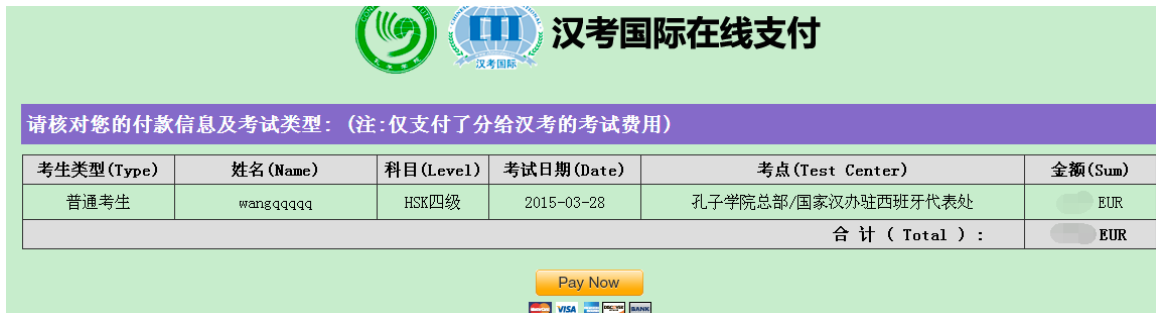 汉考国际
汉考国际在线支付
请核对您的付款信息及考试类型: (注:仅支付了分给汉考的考试费用)
考生类型(Type) 姓名(Name) 科目(Level) 考试日期(Date) 考点(Test Center) 金额(Sum)
普通考生 wangqqqqq HSK四级 2015-03-28 孔子学院总部/国家汉办驻西班牙代表处 EUR
合 计 ( Total ) : EUR
Pay Now
VISA DISCOVER BANK